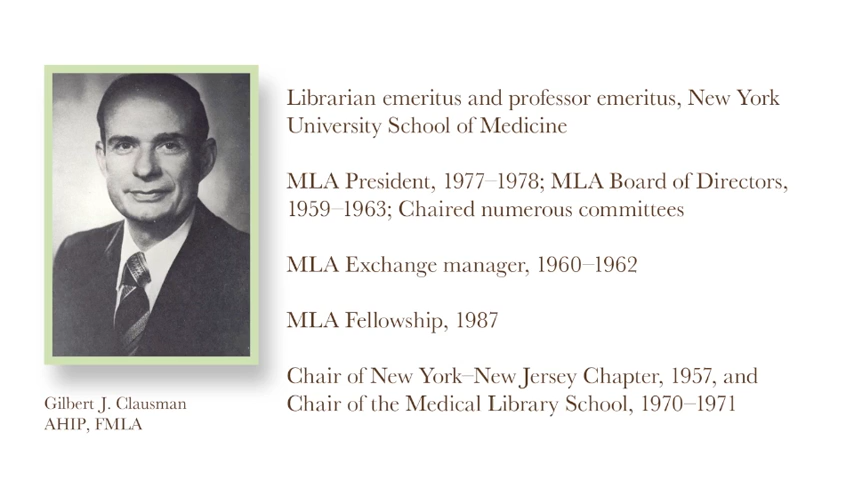 Librarian emeritus and professor emeritus, New York
University School of Medicine
MLA President, 1977–1978; MLA Board of Directors,
1959–1963; Chaired numerous committees
MLA Exchange manager, 1960–1962
MLA Fellowship, 1987
Chair of New York–New Jersey Chapter, 1957, and
Chair of the Medical Library School, 1970–1971
Gilbert J. Clausman
AHIP, FMLA